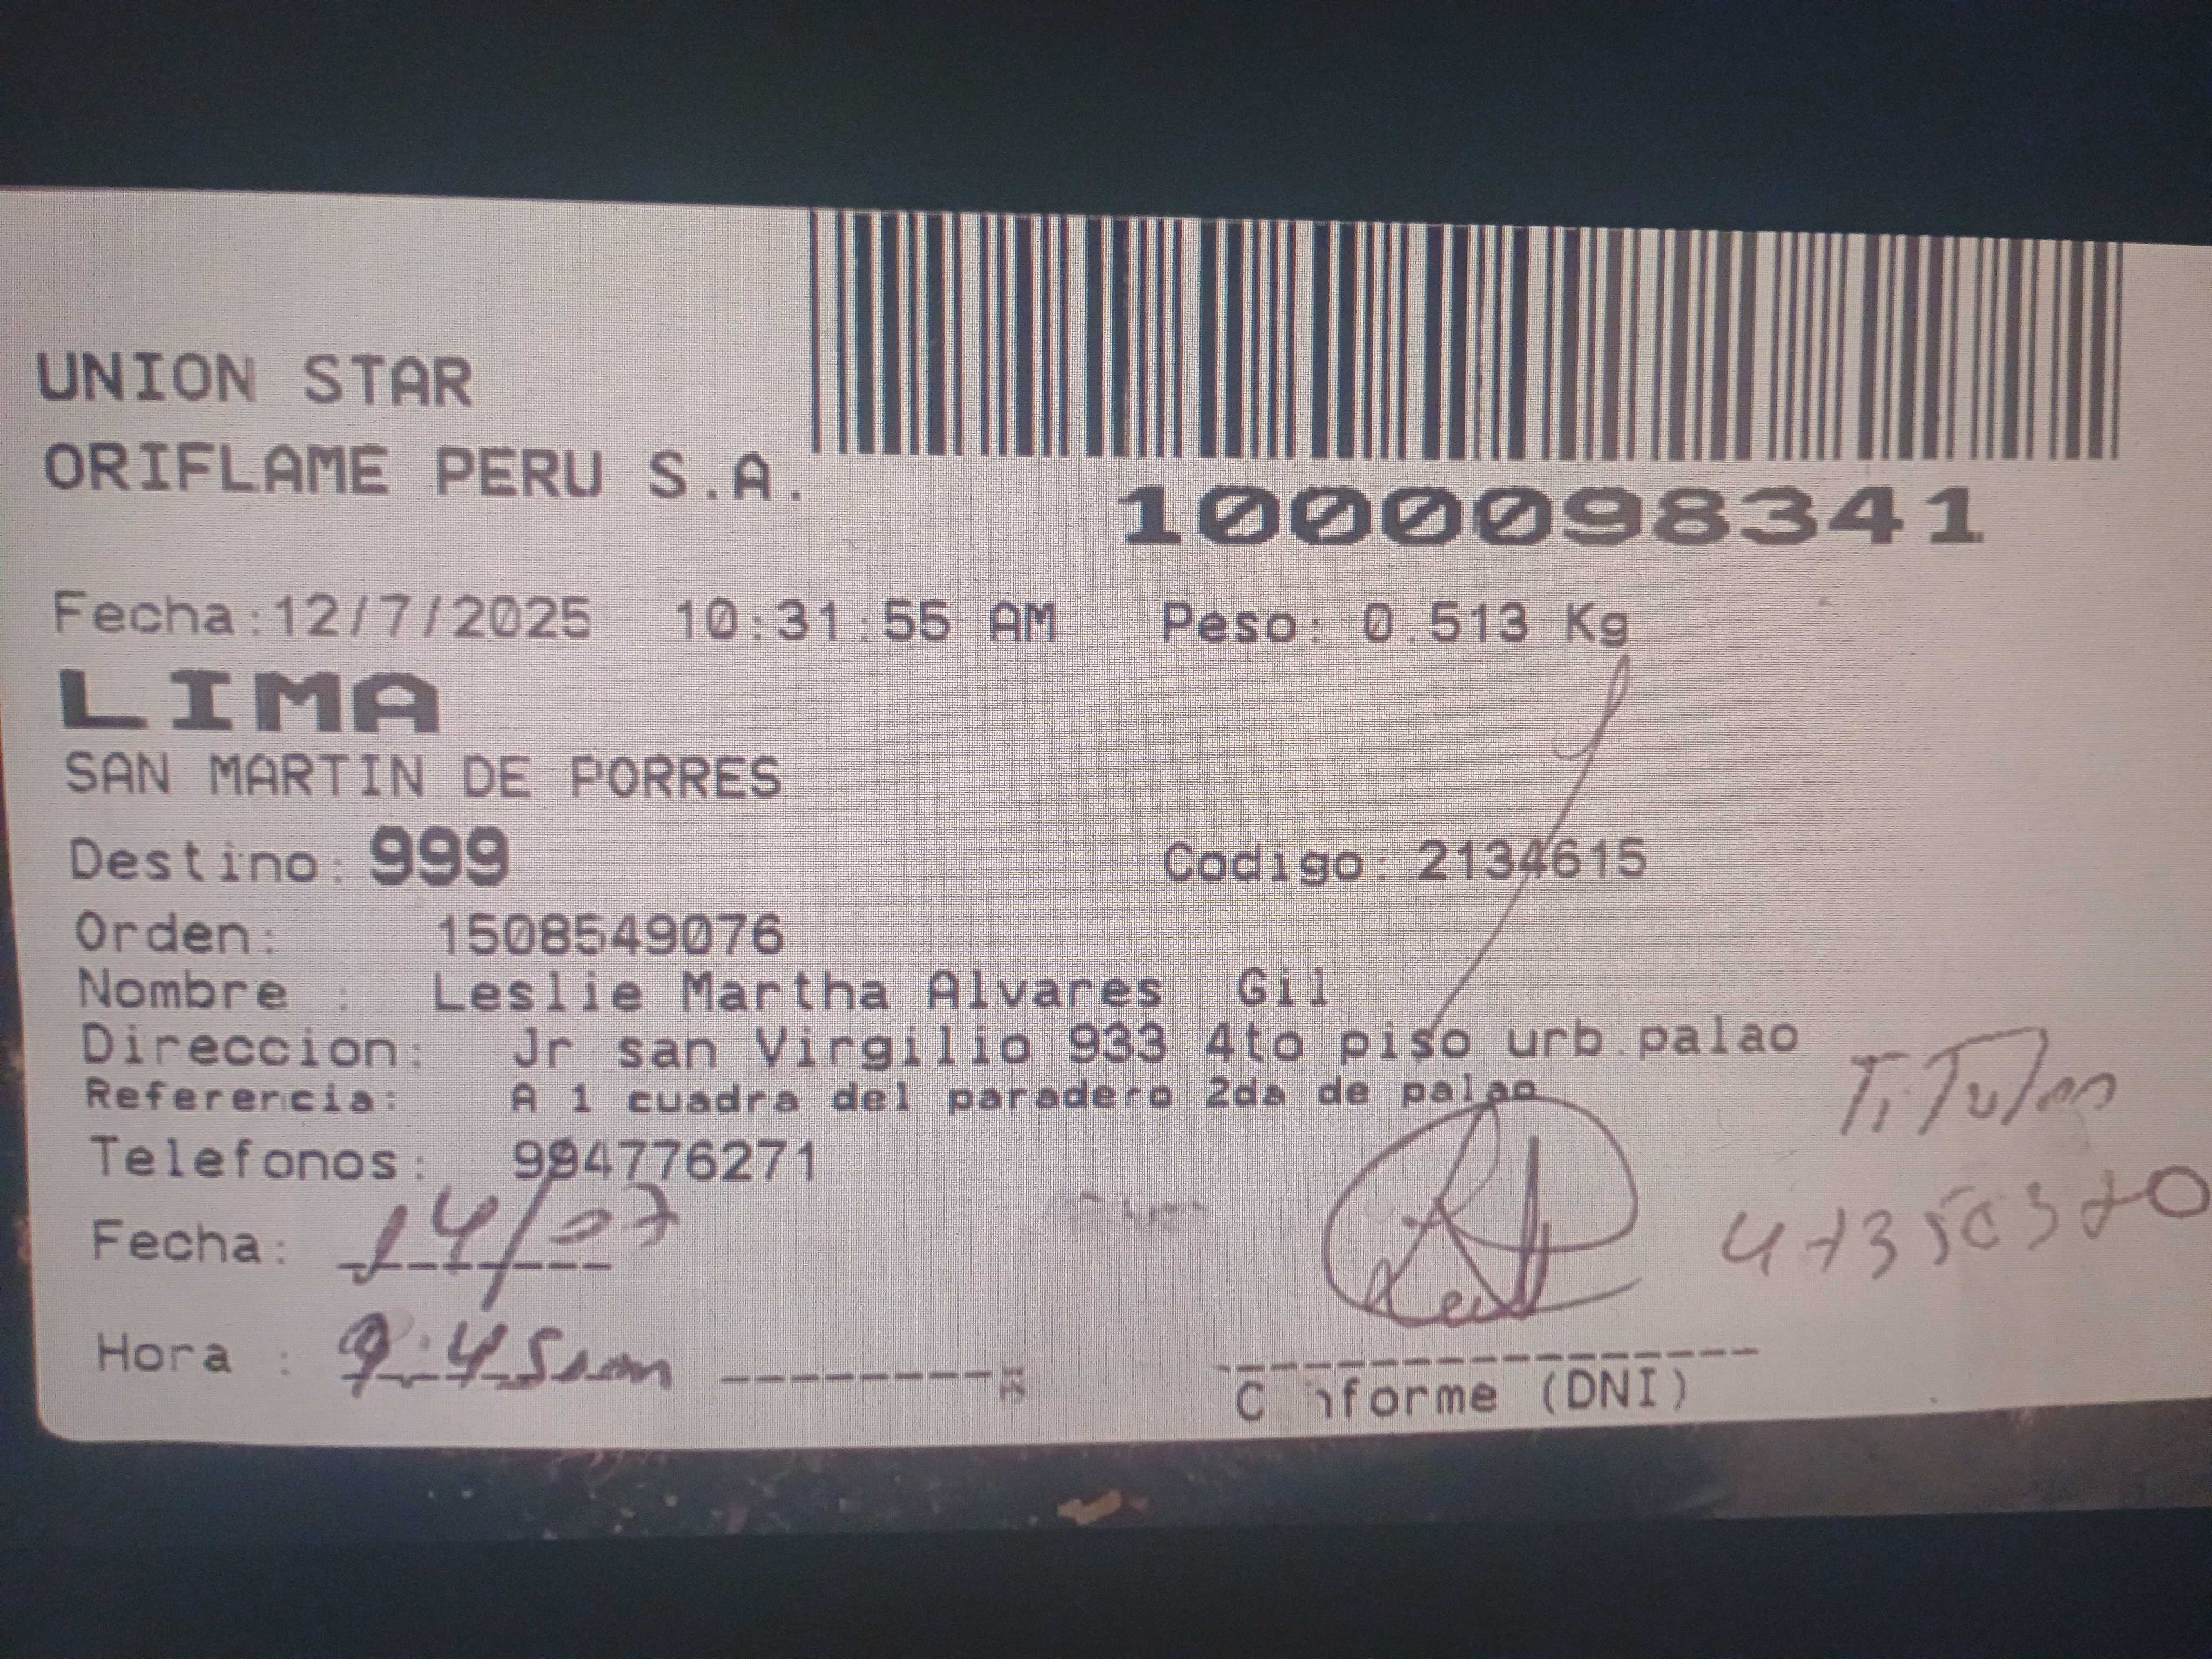 UNION STAR
ORIFLAME PERU S.A.
1000098341
Fecha:12/7/2025 10:31:55 AM Peso: 0.513 Kg
LIMA
SAN MARTIN DE PORRES
Destino: 999 Codigo: 2134615
Orden: 1508549076
Nombre : Leslie Martha Alvares Gil
Direccion: Jr san Virgilio 933 4to piso urb.palao
Referencia: A 1 cuadra del paradero 2da de palao
Telefonos: 994776271
Fecha: 14/07
Hora : 9:45am
C nforme (DNI)